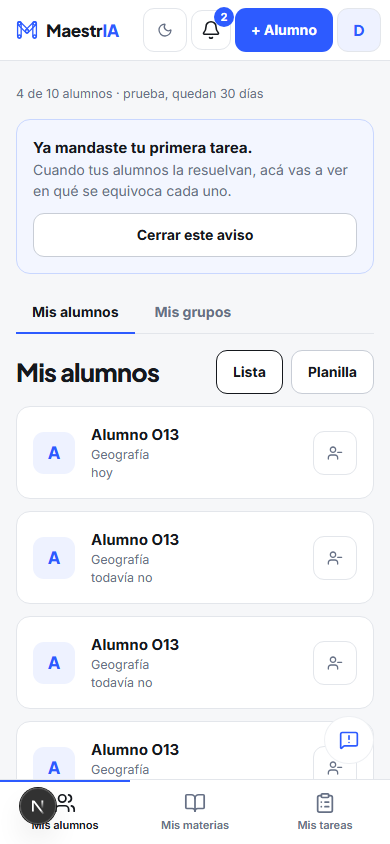 MaestrIA
2
+ Alumno
D
4 de 10 alumnos · prueba, quedan 30 días
Ya mandaste tu primera tarea.
Cuando tus alumnos la resuelvan, acá vas a ver
en qué se equivoca cada uno.
Cerrar este aviso
Mis alumnos
Mis grupos
Mis alumnos
Lista
Planilla
A
Alumno O13
Geografía
hoy
A
Alumno O13
Geografía
todavía no
A
Alumno O13
Geografía
todavía no
A
Alumno O13
Geografía
N
Mis alumnos
Mis materias
Mis tareas